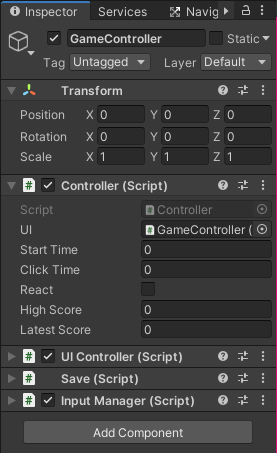 Inspector Services Navig
GameController Static
Tag Untagged Layer Default
Transform
Position X 0 Y 0 Z 0
Rotation X 0 Y 0 Z 0
Scale X 1 Y 1 Z 1
# Controller (Script)
Script # Controller
UI # GameController (
Start Time 0
Click Time 0
React
High Score 0
Latest Score 0
# UI Controller (Script)
# Save (Script)
# Input Manager (Script)
Add Component